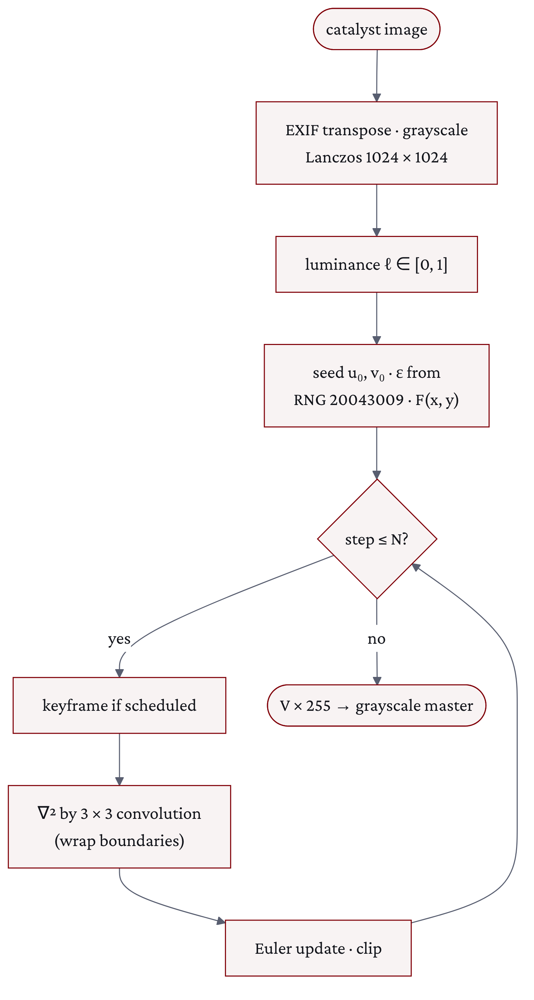 catalyst image
EXIF transpose · grayscale
Lanczos 1024 × 1024
luminance ℓ ∈ [0, 1]
seed u₀, v₀ · ε from
RNG 20043009 · F(x, y)
step ≤ N?
yes
no
keyframe if scheduled
V × 255 → grayscale master
∇² by 3 × 3 convolution
(wrap boundaries)
Euler update · clip